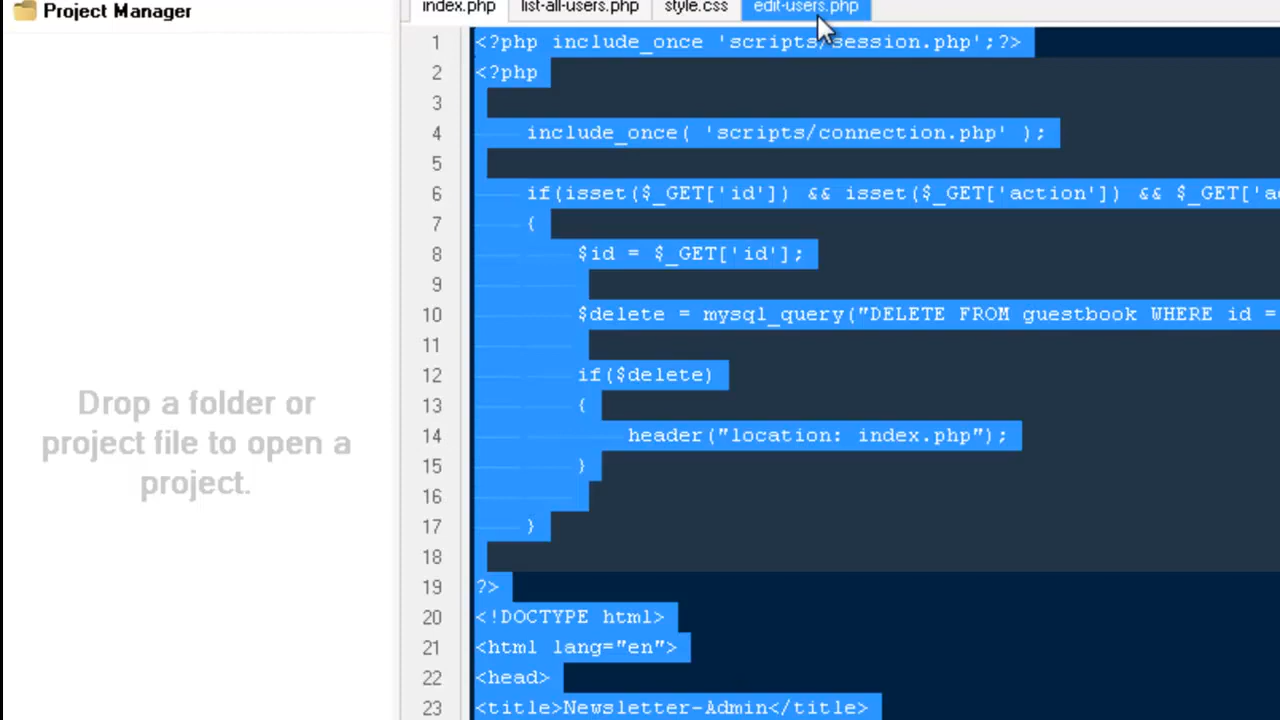 Project Manager
index.php list-all-users.php style.css edit-users.php
Drop a folder or
project file to open a
project.
1 <?php include_once 'scripts/session.php';?>
2 <?php
3
4 include_once( 'scripts/connection.php' );
5
6 if(isset($_GET['id']) && isset($_GET['action']) && $_GET['a
7 {
8 $id = $_GET['id'];
9
10 $delete = mysql_query("DELETE FROM guestbook WHERE id =
11
12 if($delete)
13 {
14 header("location: index.php");
15 }
16
17 }
18
19 ?>
20 <!DOCTYPE html>
21 <html lang="en">
22 <head>
23 <title>Newsletter-Admin</title>